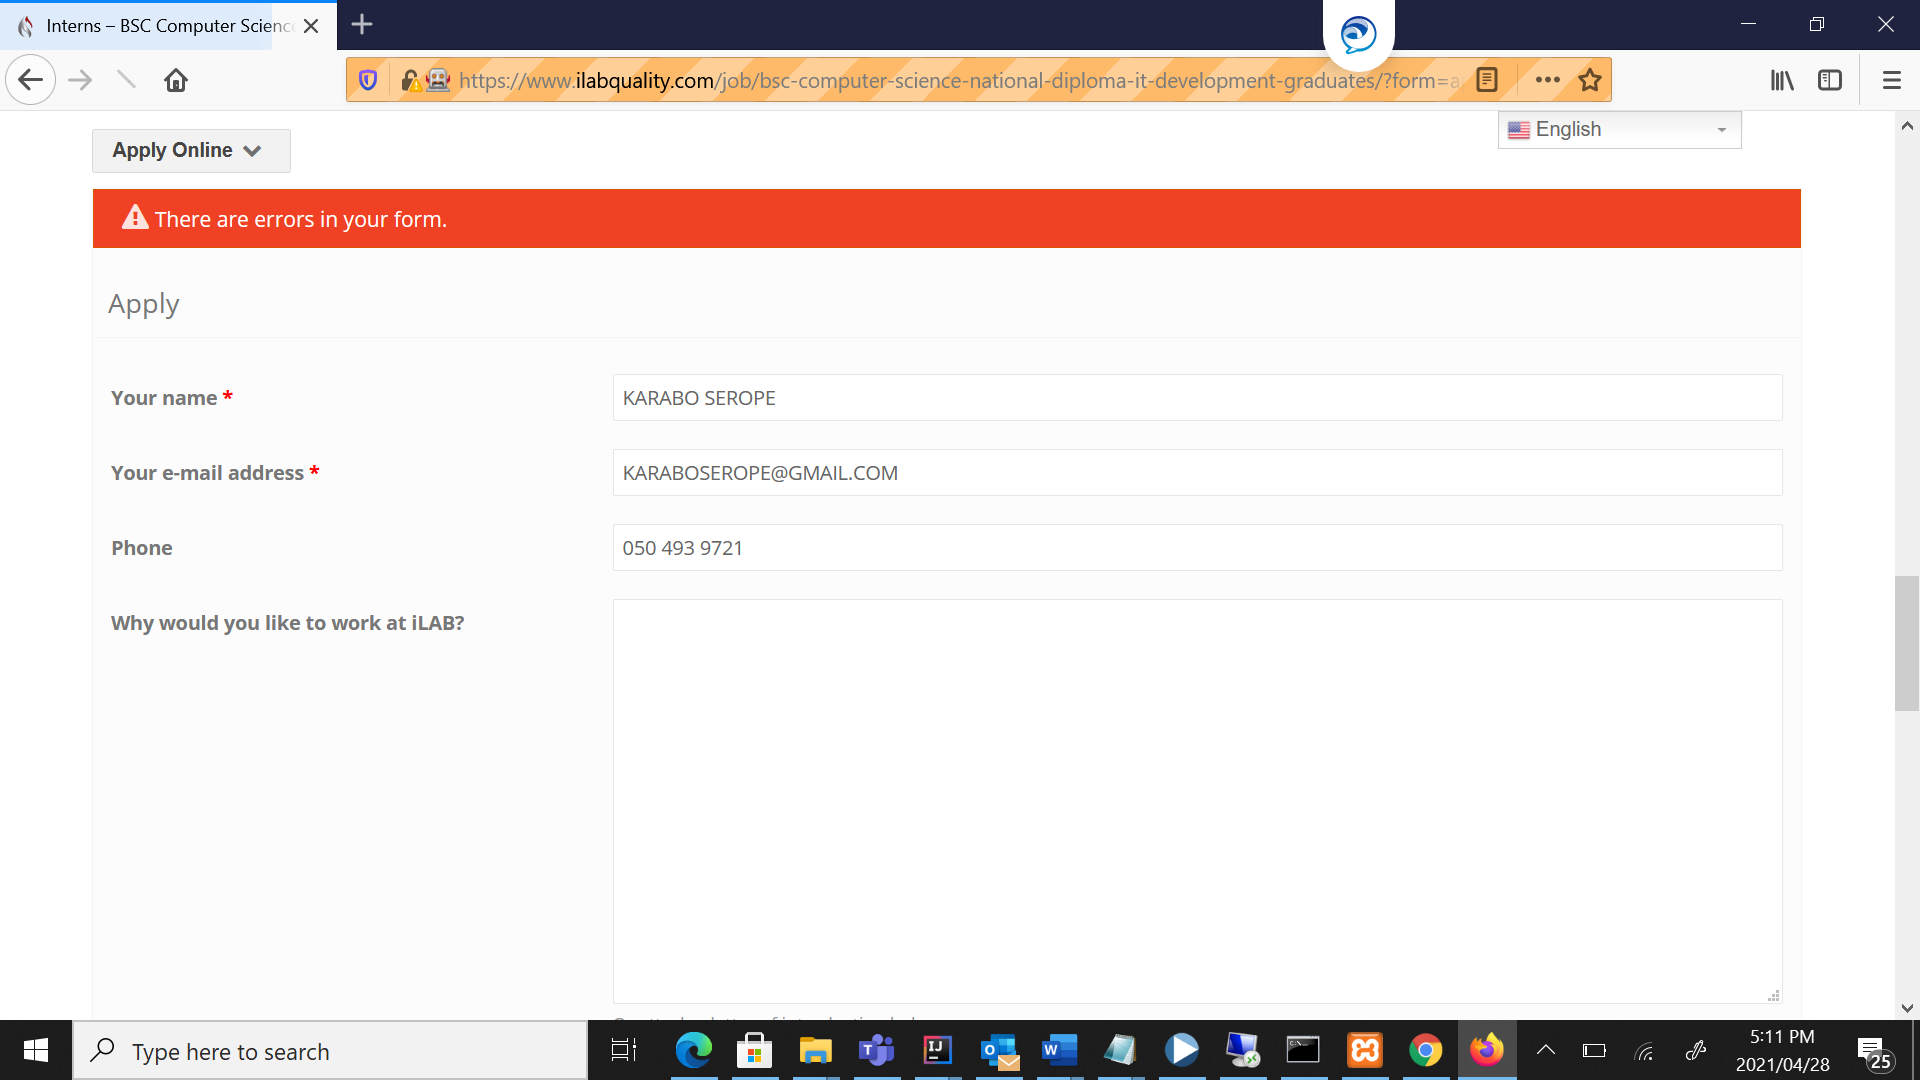 Interns – BSC Computer Science
https://www.ilabquality.com/job/bsc-computer-science-national-diploma-it-development-graduates/?form=a
Apply Online
English
There are errors in your form.
Apply
Your name *
KARABO SEROPE
Your e-mail address *
KARABOSEROPE@GMAIL.COM
Phone
050 493 9721
Why would you like to work at iLAB?
Type here to search
5:11 PM
2021/04/28
25